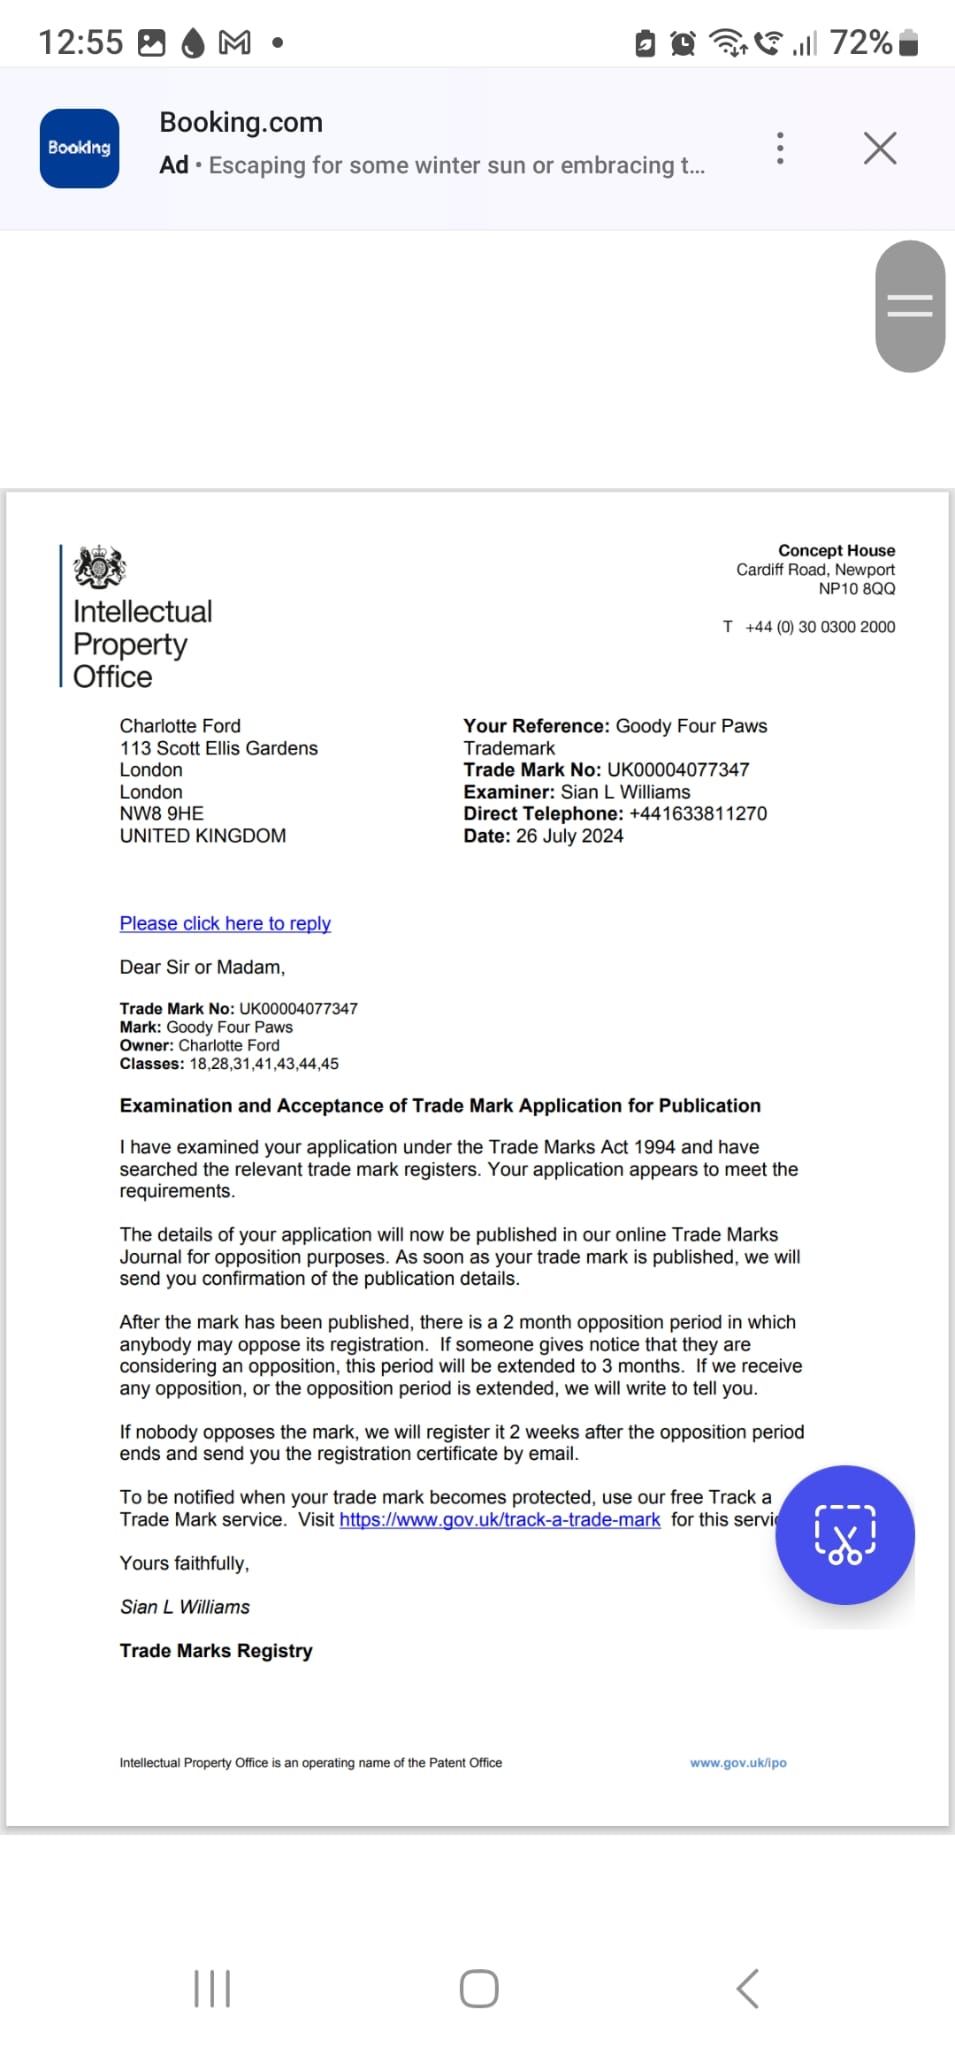 12:55
72%
Booking
Booking.com
Ad • Escaping for some winter sun or embracing t...
Concept House
Cardiff Road, Newport
NP10 8QQ
T +44 (0) 30 0300 2000
Intellectual
Property
Office
Charlotte Ford
113 Scott Ellis Gardens
London
London
NW8 9HE
UNITED KINGDOM
Your Reference: Goody Four Paws
Trademark
Trade Mark No: UK00004077347
Examiner: Sian L Williams
Direct Telephone: +441633811270
Date: 26 July 2024
Please click here to reply
Dear Sir or Madam,
Trade Mark No: UK00004077347
Mark: Goody Four Paws
Owner: Charlotte Ford
Classes: 18,28,31,41,43,44,45
Examination and Acceptance of Trade Mark Application for Publication
I have examined your application under the Trade Marks Act 1994 and have
searched the relevant trade mark registers. Your application appears to meet the
requirements.
The details of your application will now be published in our online Trade Marks
Journal for opposition purposes. As soon as your trade mark is published, we will
send you confirmation of the publication details.
After the mark has been published, there is a 2 month opposition period in which
anybody may oppose its registration. If someone gives notice that they are
considering an opposition, this period will be extended to 3 months. If we receive
any opposition, or the opposition period is extended, we will write to tell you.
If nobody opposes the mark, we will register it 2 weeks after the opposition period
ends and send you the registration certificate by email.
To be notified when your trade mark becomes protected, use our free Track a
Trade Mark service. Visit https://www.gov.uk/track-a-trade-mark for this servi
Yours faithfully,
Sian L Williams
Trade Marks Registry
Intellectual Property Office is an operating name of the Patent Office
www.gov.uk/ipo